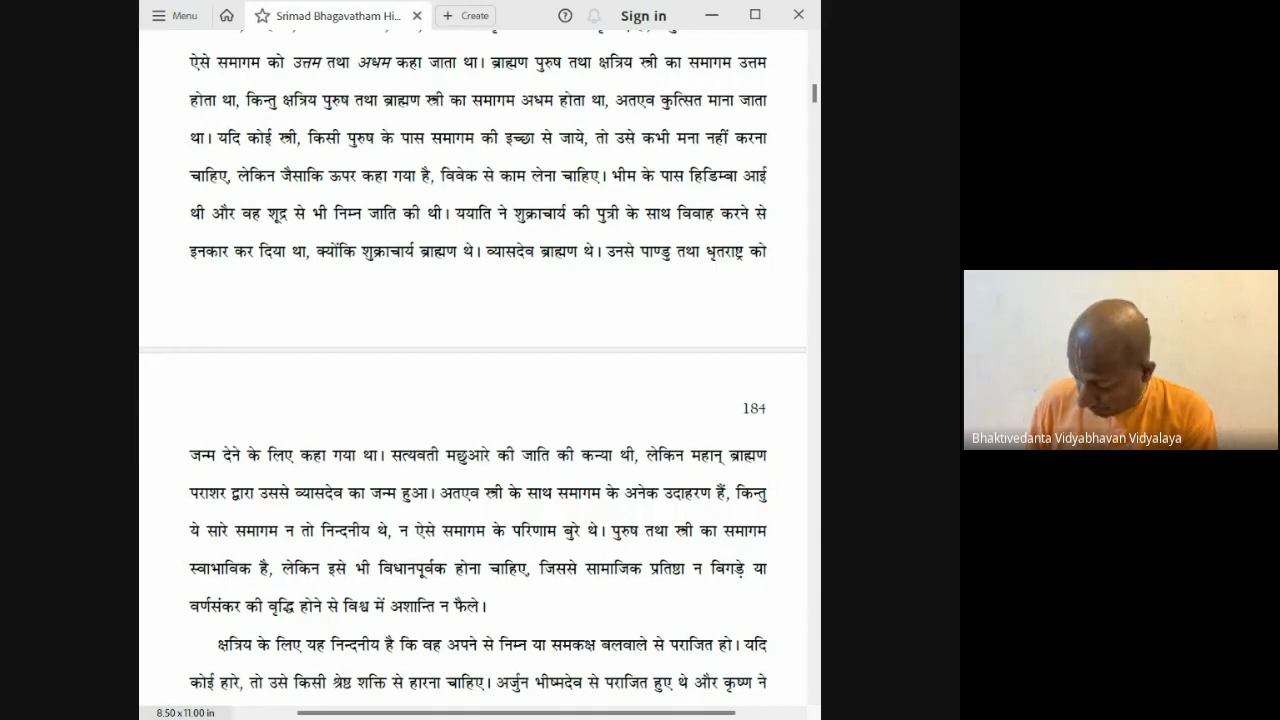 Menu
Srimad Bhagavatham Hi...
Create
Sign in
ऐसे समागम को उत्तम तथा अधम कहा जाता था। ब्राह्मण पुरुष तथा क्षत्रिय स्त्री का समागम उत्तम
होता था, किन्तु क्षत्रिय पुरुष तथा ब्राह्मण स्त्री का समागम अधम होता था, अतएव कुत्सित माना जाता
था। यदि कोई स्त्री, किसी पुरुष के पास समागम की इच्छा से जाये, तो उसे कभी मना नहीं करना
चाहिए, लेकिन जैसाकि ऊपर कहा गया है, विवेक से काम लेना चाहिए। भीम के पास हिडिम्बा आई
थी और वह शूद्र से भी निम्न जाति की थी। ययाति ने शुक्राचार्य की पुत्री के साथ विवाह करने से
इनकार कर दिया था, क्योंकि शुक्राचार्य ब्राह्मण थे। व्यासदेव ब्राह्मण थे। उनसे पाण्डु तथा धृतराष्ट्र को
184
जन्म देने के लिए कहा गया था। सत्यवती मछुआरे की जाति की कन्या थी, लेकिन महान् ब्राह्मण
पराशर द्वारा उससे व्यासदेव का जन्म हुआ। अतएव स्त्री के साथ समागम के अनेक उदाहरण हैं, किन्तु
ये सारे समागम न तो निन्दनीय थे, न ऐसे समागम के परिणाम बुरे थे। पुरुष तथा स्त्री का समागम
स्वाभाविक है, लेकिन इसे भी विधानपूर्वक होना चाहिए, जिससे सामाजिक प्रतिष्ठा न बिगड़े या
वर्णसंकर की वृद्धि होने से विश्व में अशान्ति न फैले।
क्षत्रिय के लिए यह निन्दनीय है कि वह अपने से निम्न या समकक्ष बलवाले से पराजित हो। यदि
कोई हारे, तो उसे किसी श्रेष्ठ शक्ति से हारना चाहिए। अर्जुन भीष्मदेव से पराजित हुए थे और कृष्ण ने
8.50 x 11.00 in
Bhaktivedanta Vidyabhavan Vidyalaya